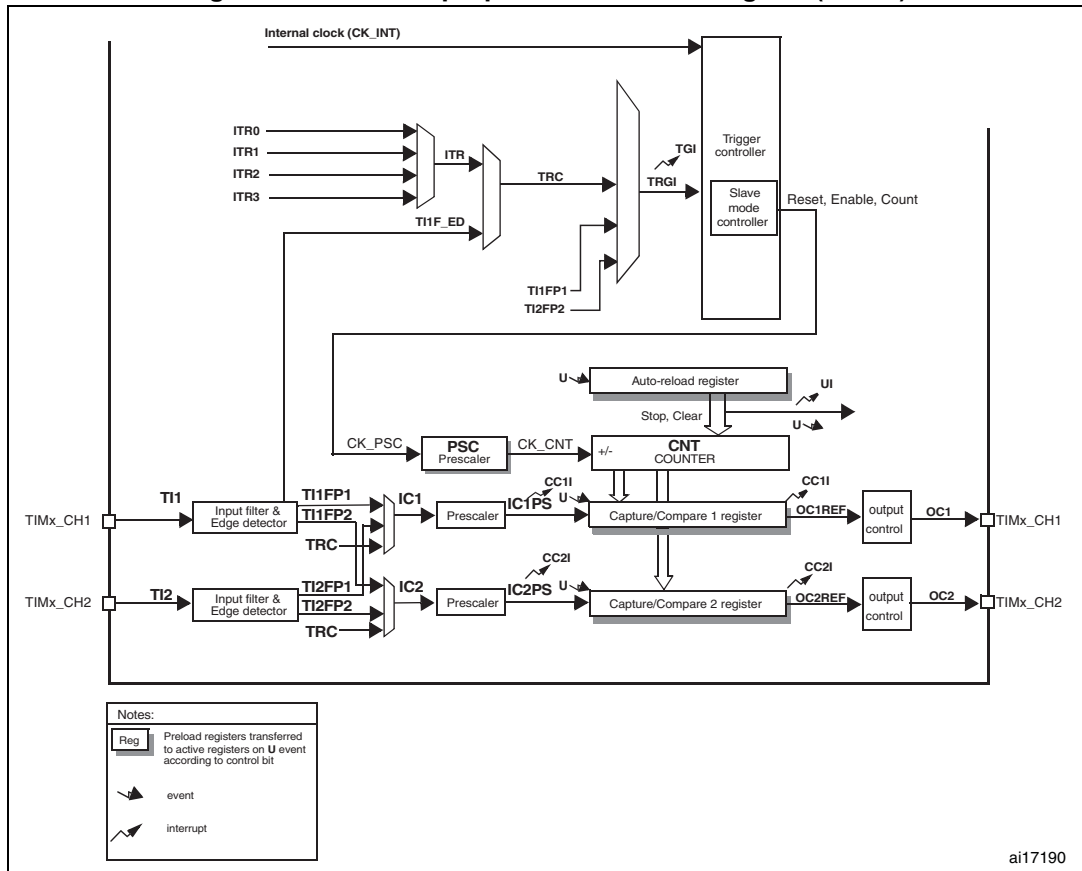 Internal clock (CK_INT)
Trigger
controller
ITR0
ITR1
ITR2
ITR3
ITR
TRC
TGI
TRGI
Slave
mode
controller
Reset, Enable, Count
TI1F_ED
TI1FP1
TI2FP2
U
Auto-reload register
UI
Stop, Clear
U
CK_PSC
PSC
Prescaler
CK_CNT
+/-
CNT
COUNTER
TIMx_CH1
TI1
Input filter &
Edge detector
TI1FP1
TI1FP2
TRC
IC1
Prescaler
CC1I
IC1PS
U
Capture/Compare 1 register
CC1I
OC1REF
output
control
OC1
TIMx_CH1
TIMx_CH2
TI2
Input filter &
Edge detector
TI2FP1
TI2FP2
TRC
IC2
Prescaler
CC2I
IC2PS
U
Capture/Compare 2 register
CC2I
OC2REF
output
control
OC2
TIMx_CH2
Notes:
Reg
Preload registers transferred
to active registers on U event
according to control bit
event
interrupt
ai17190